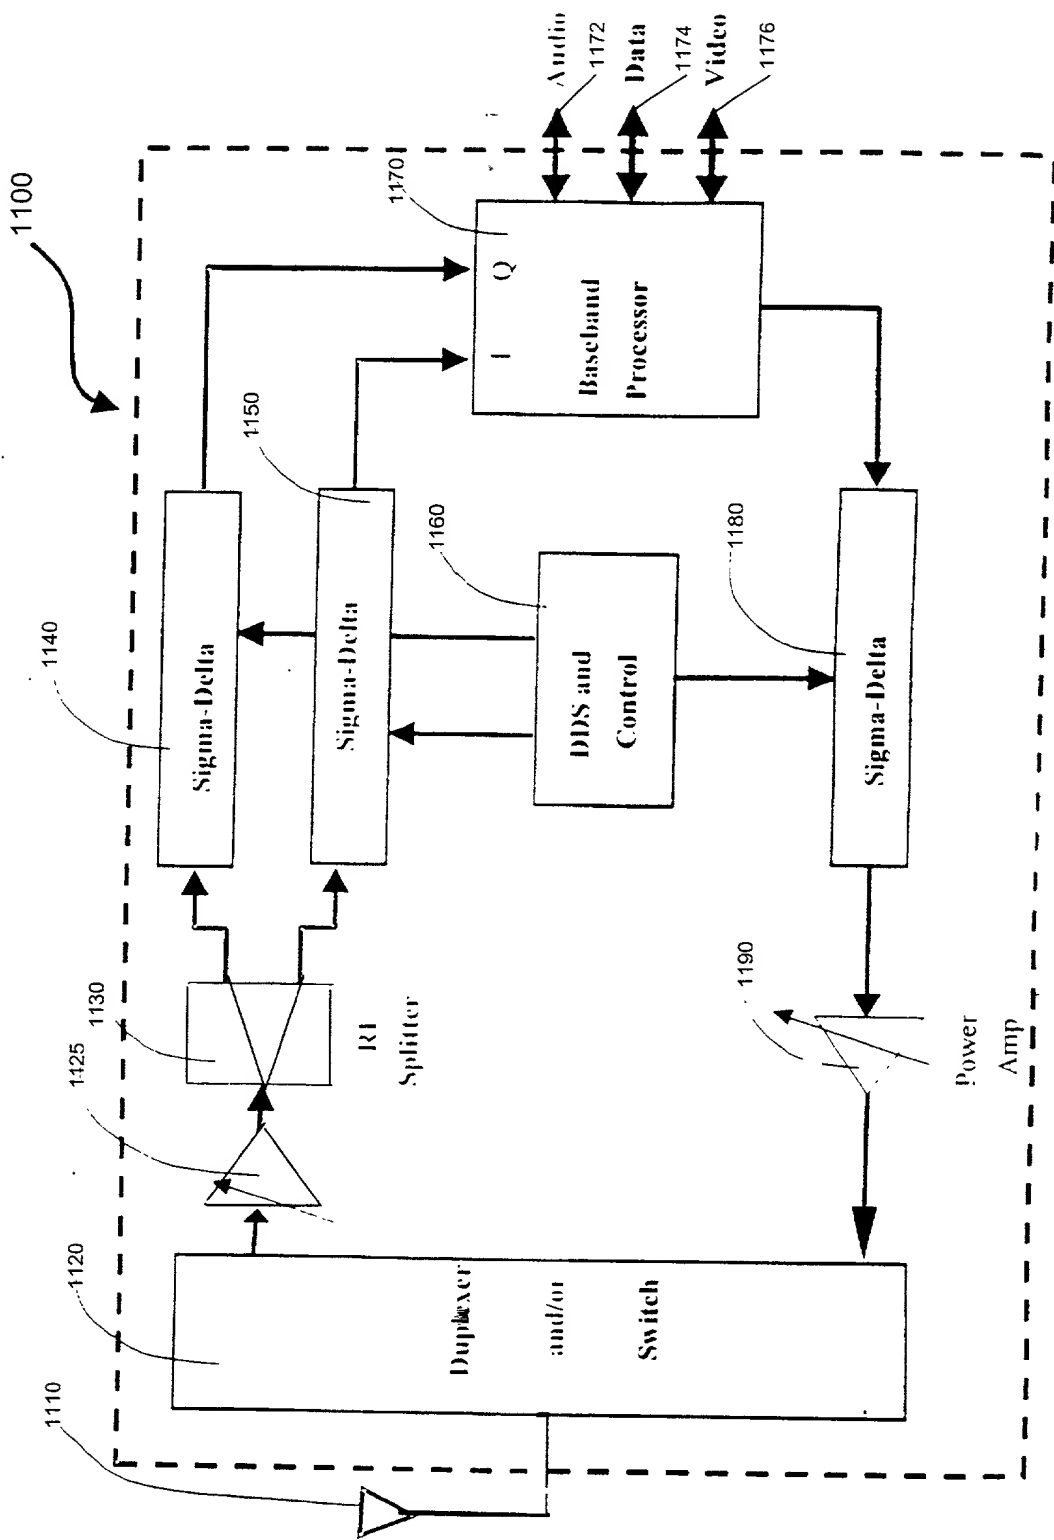 1100
1110
1120
Duplexer
and/or
Switch
1125
1130
Splitter
1140
Sigma-Delta
1150
Sigma-Delta
1160
DDS and
Control
1170
I
Q
Baseband
Processor
Audio
1172
Data
1174
Video
1176
1180
Sigma-Delta
1190
Power
Amp